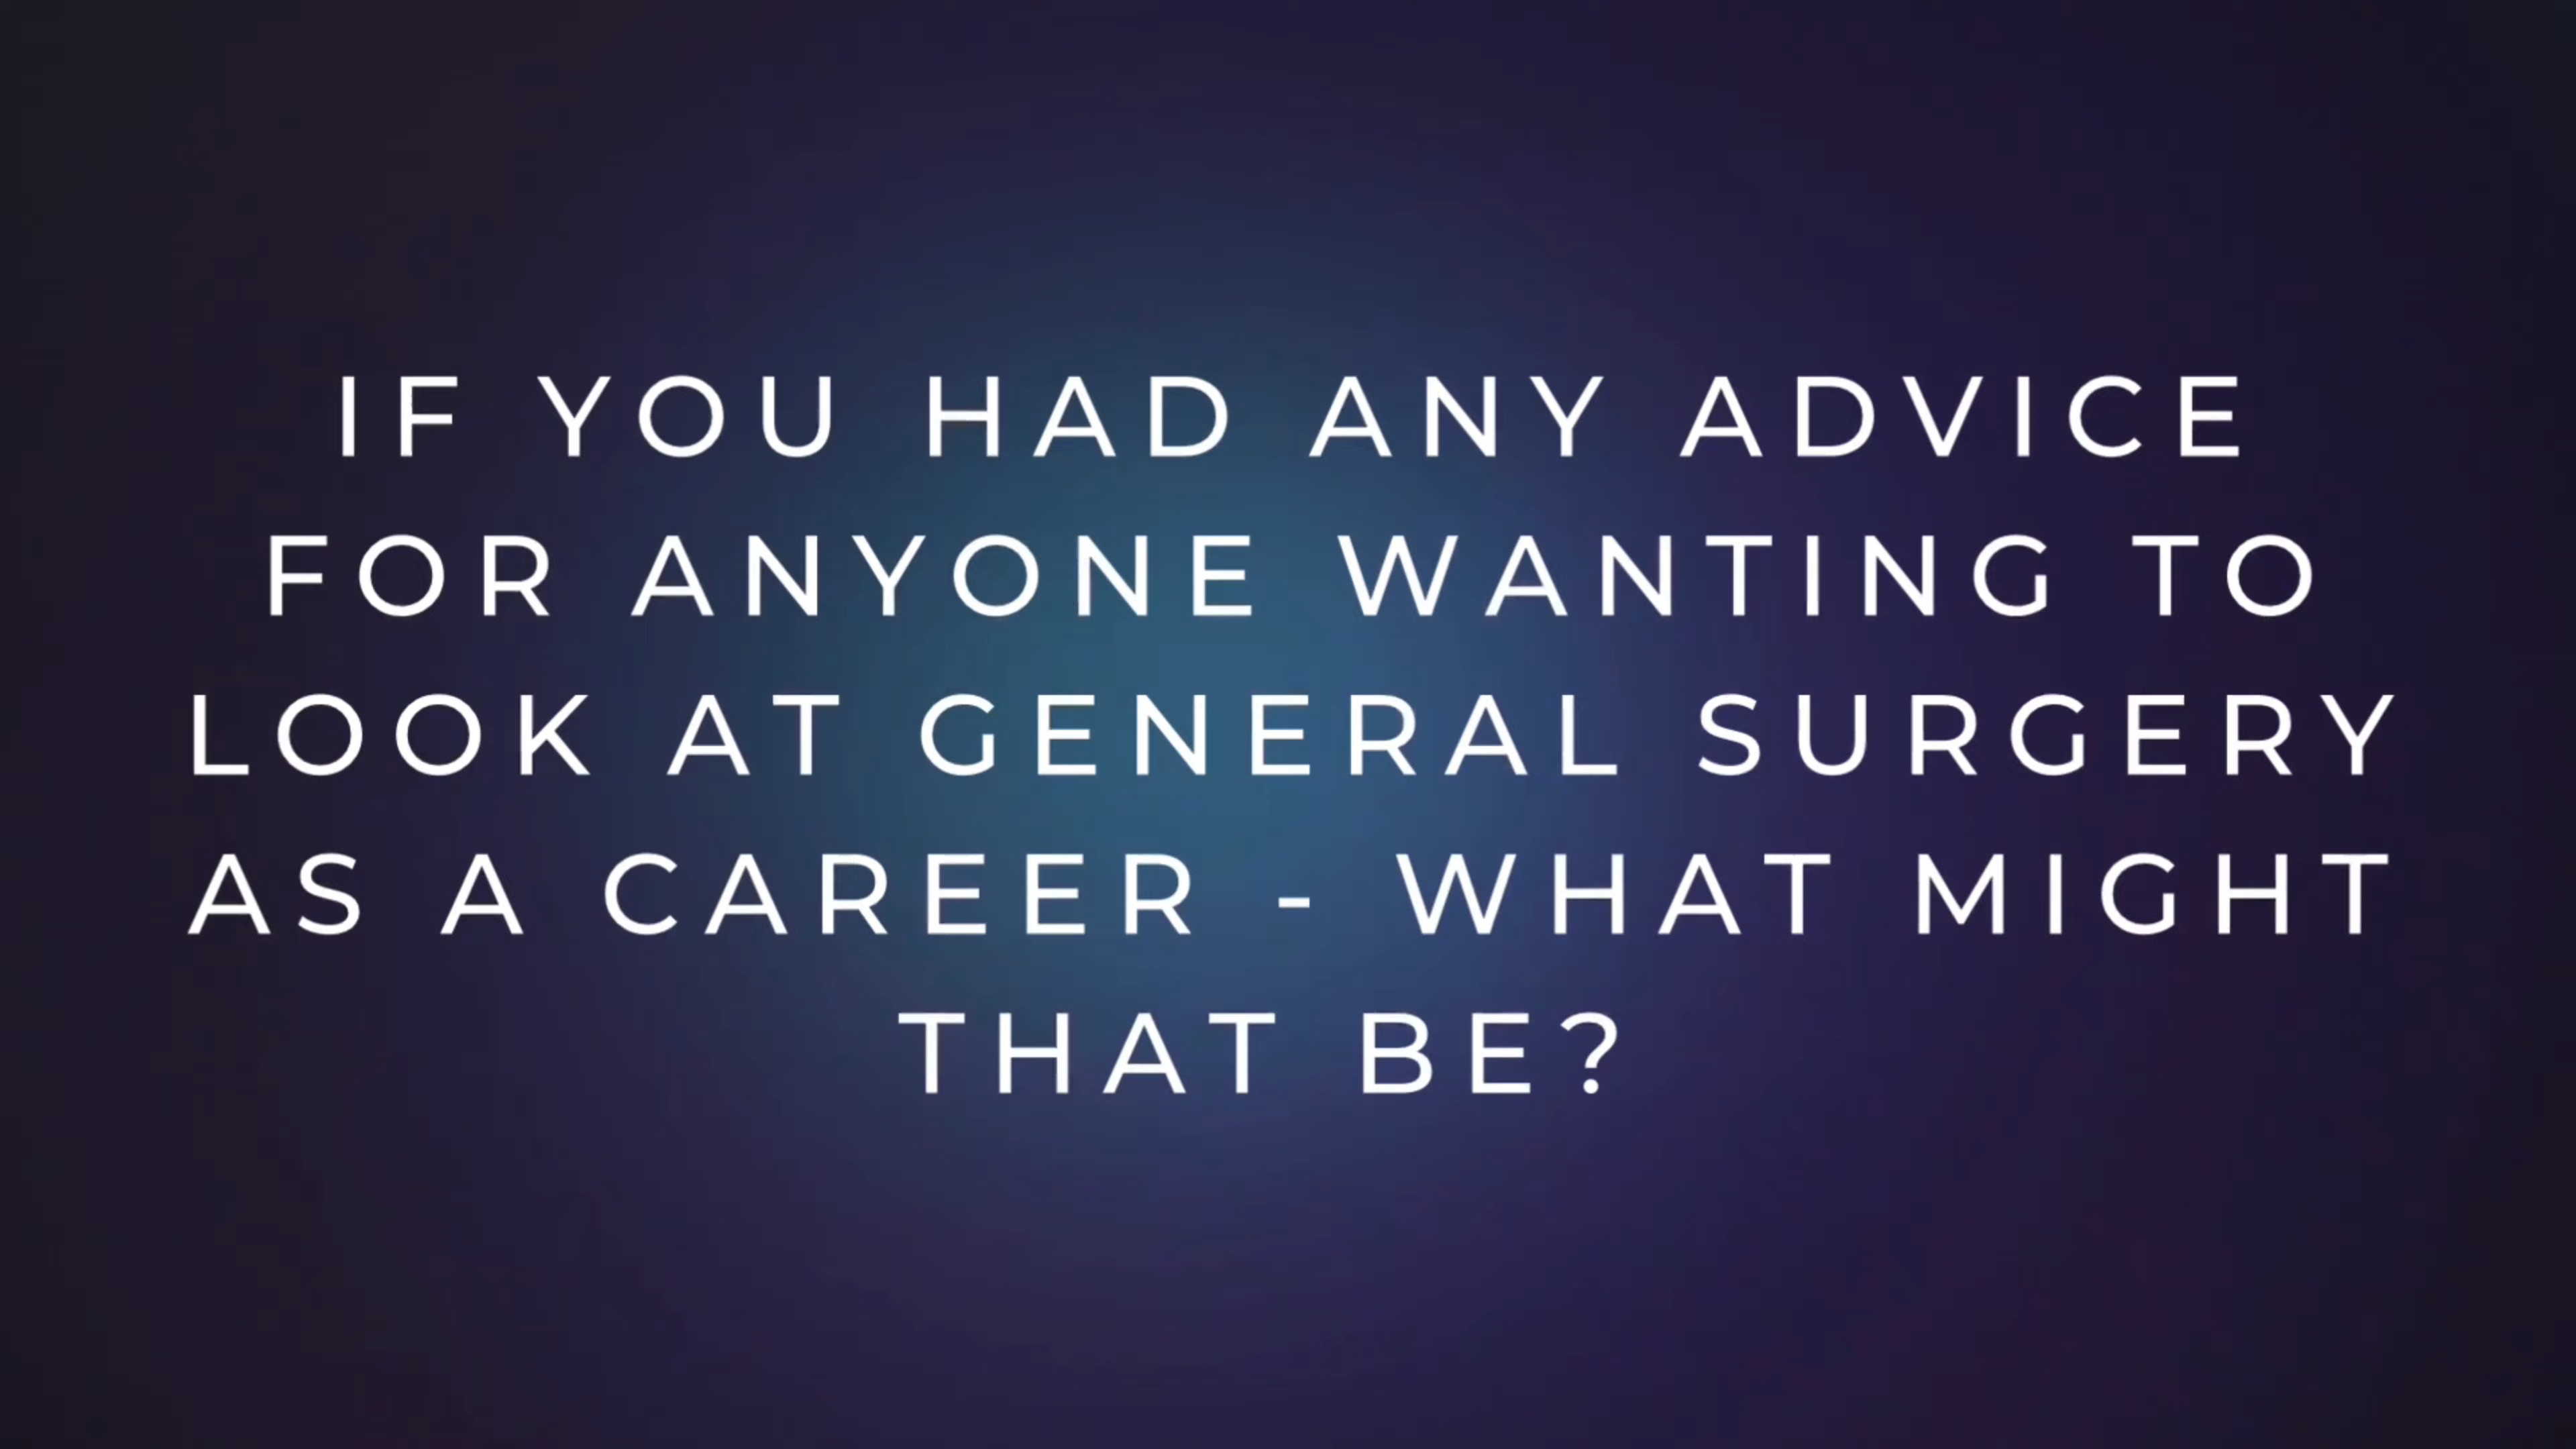 IF YOU HAD ANY ADVICE
FOR ANYONE WANTING TO
LOOK AT GENERAL SURGERY
AS A CAREER - WHAT MIGHT
THAT BE?